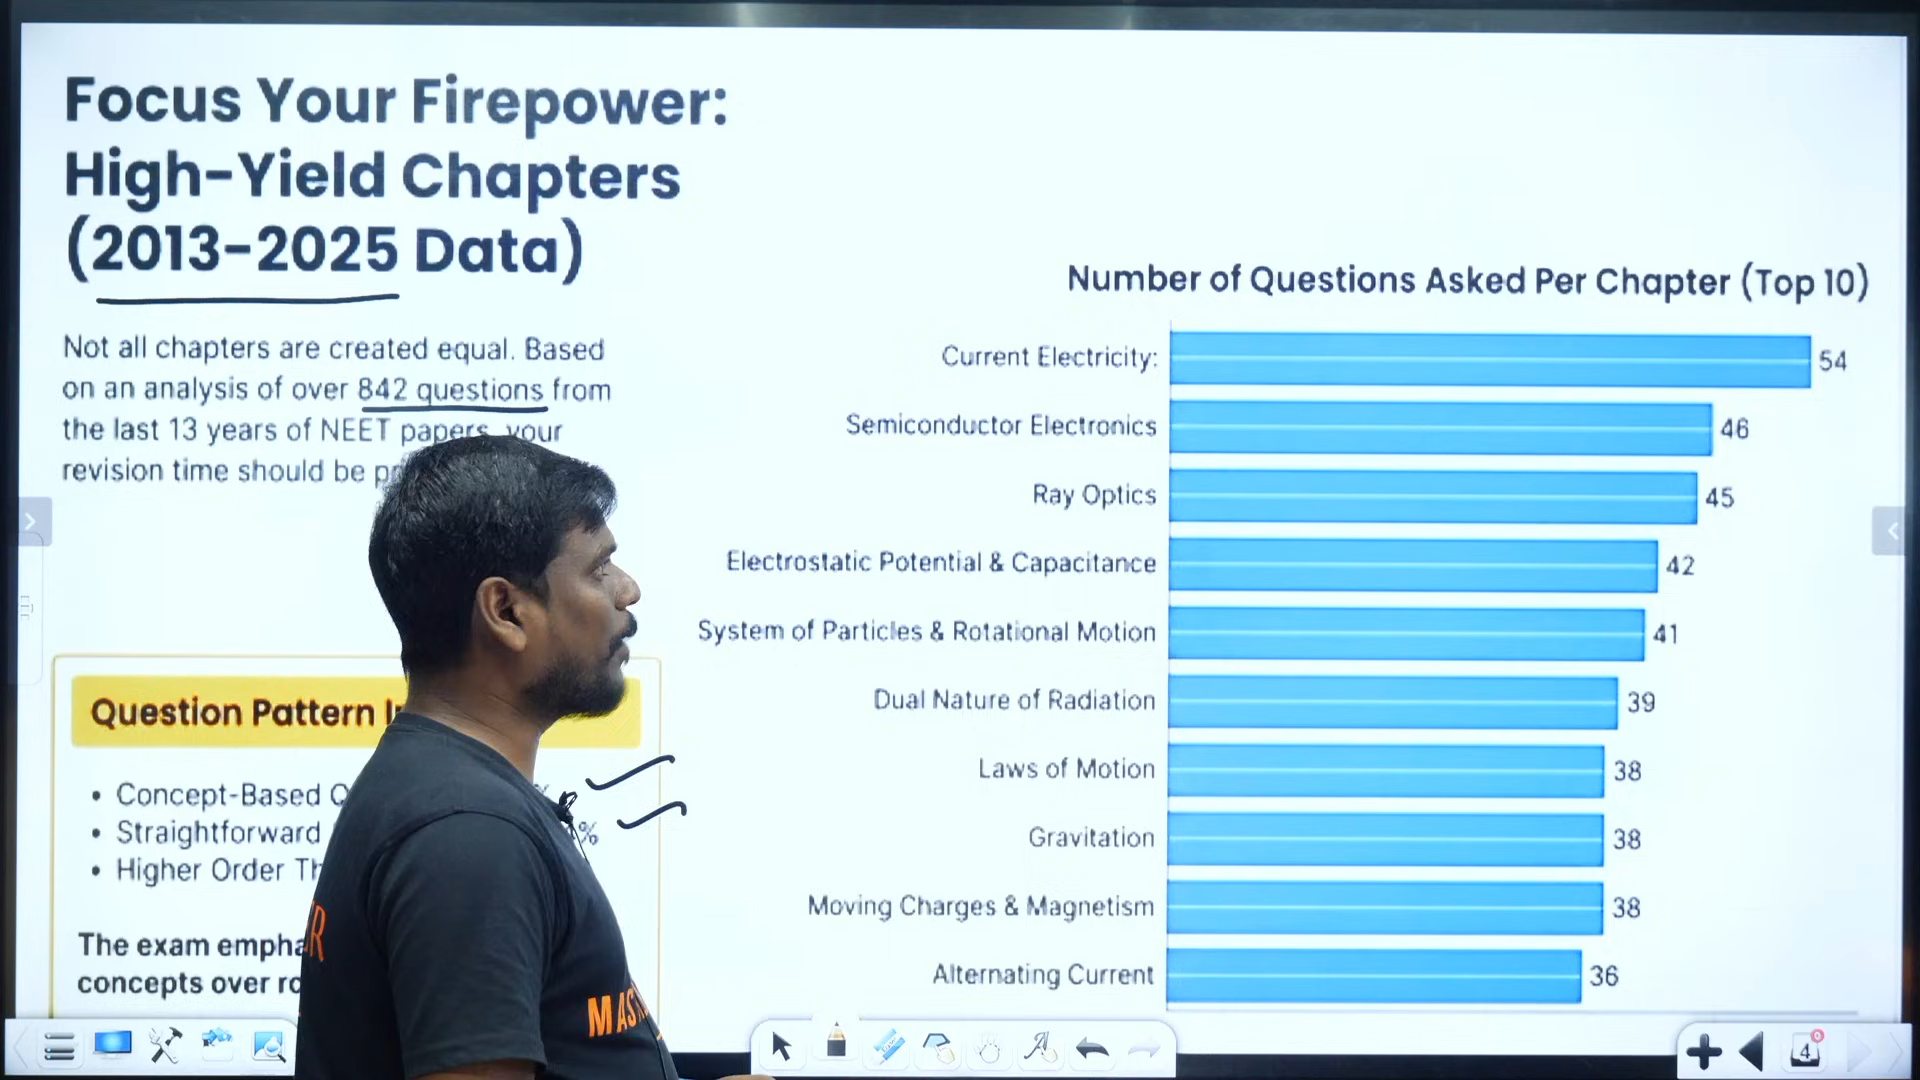 Focus Your Firepower:
High-Yield Chapters
(2013-2025 Data)
Not all chapters are created equal. Based
on an analysis of over 842 questions from
the last 13 years of NEET papers, your
revision time should be
Question Pattern
• Concept-Based
• Straightforward %
• Higher Order
The exam
concepts over
Number of Questions Asked Per Chapter (Top 10)
Current Electricity: 54
Semiconductor Electronics 46
Ray Optics 45
Electrostatic Potential & Capacitance 42
System of Particles & Rotational Motion 41
Dual Nature of Radiation 39
Laws of Motion 38
Gravitation 38
Moving Charges & Magnetism 38
Alternating Current 36
4
0